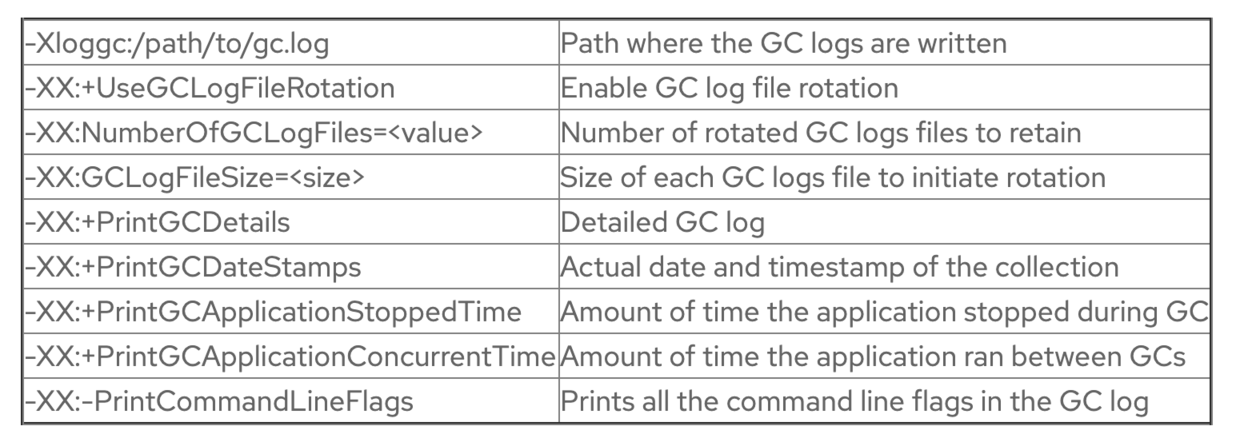 -Xloggc:/path/to/gc.log Path where the GC logs are written
-XX:+UseGCLogFileRotation Enable GC log file rotation
-XX:NumberOfGCLogFiles=<value> Number of rotated GC logs files to retain
-XX:GCLogFileSize=<size> Size of each GC logs file to initiate rotation
-XX:+PrintGCDetails Detailed GC log
-XX:+PrintGCDateStamps Actual date and timestamp of the collection
-XX:+PrintGCApplicationStoppedTime Amount of time the application stopped during GC
-XX:+PrintGCApplicationConcurrentTime Amount of time the application ran between GCs
-XX:-PrintCommandLineFlags Prints all the command line flags in the GC log